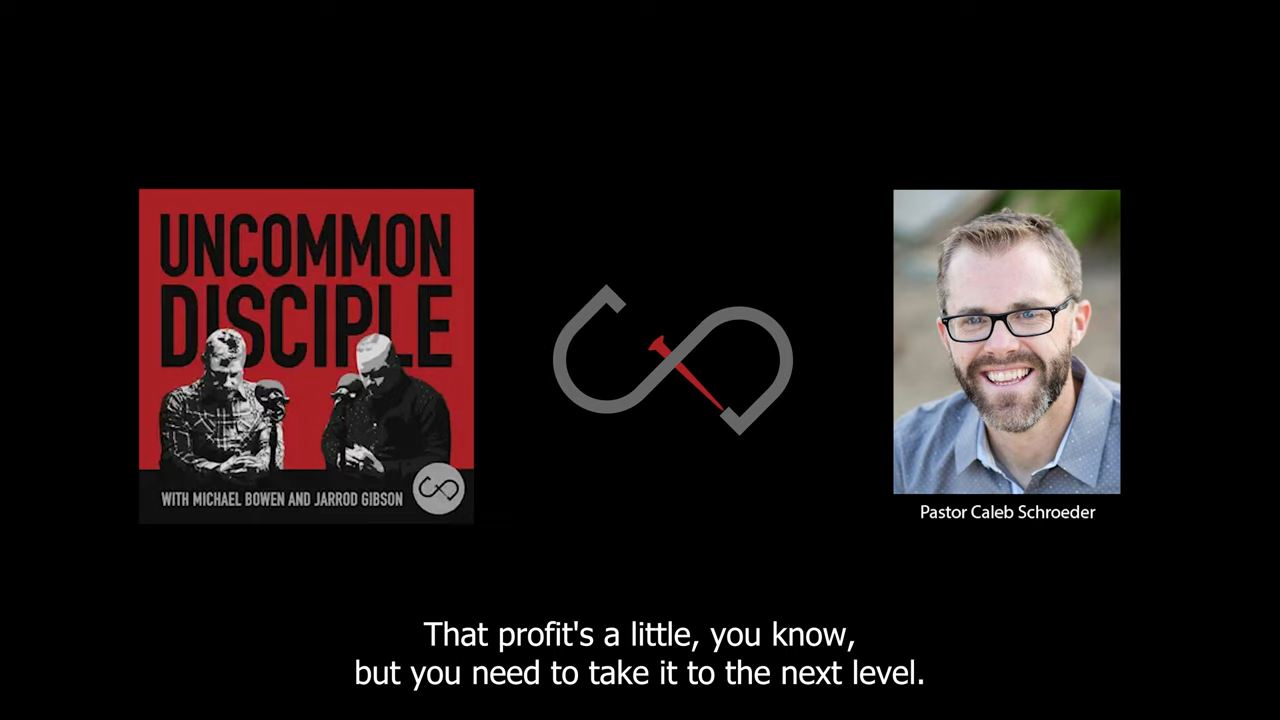 UNCOMMON
DISCIPLE
WITH MICHAEL BOWEN AND JARROD GIBSON
Pastor Caleb Schroeder
That profit's a little, you know,
but you need to take it to the next level.